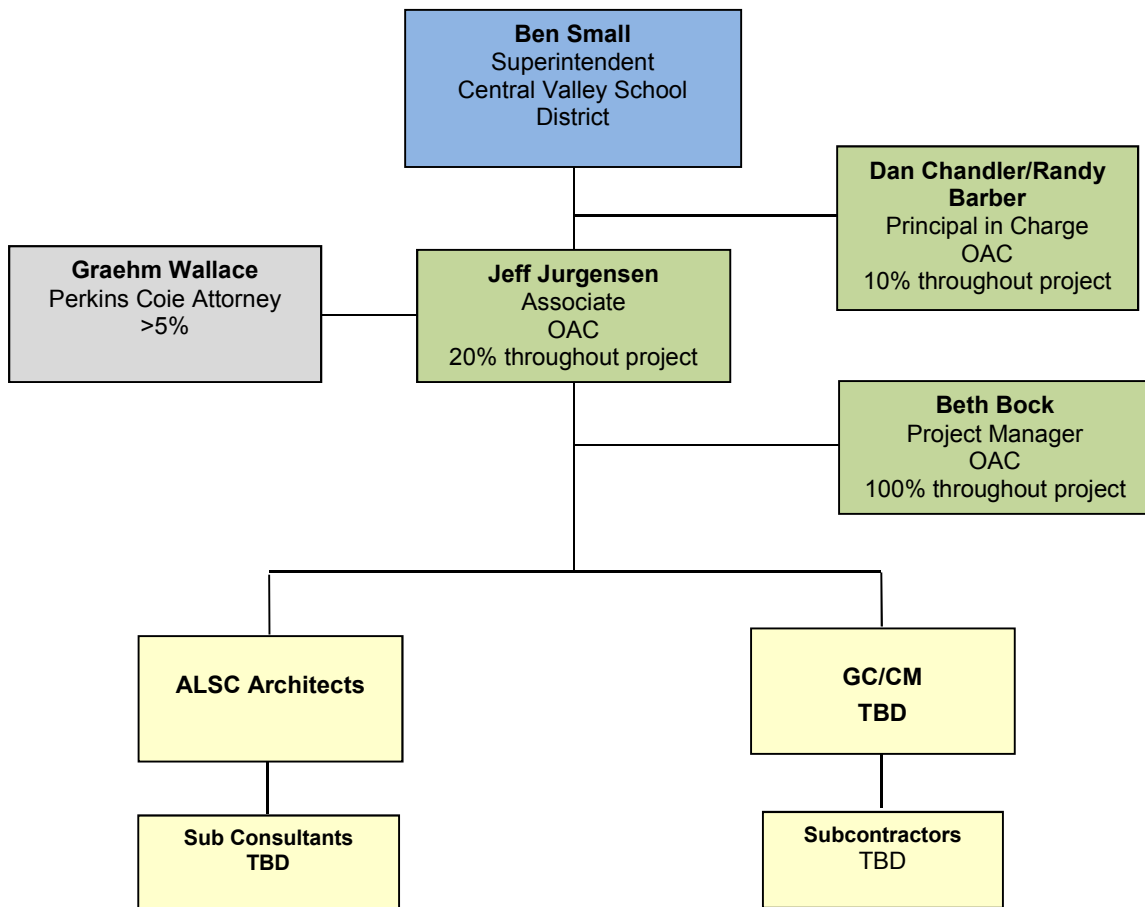 Ben Small
Superintendent
Central Valley School
District
Dan Chandler/Randy
Barber
Principal in Charge
OAC
10% throughout project
Graehm Wallace
Perkins Coie Attorney
>5%
Jeff Jurgensen
Associate
OAC
20% throughout project
Beth Bock
Project Manager
OAC
100% throughout project
ALSC Architects
GC/CM
TBD
Sub Consultants
TBD
Subcontractors
TBD